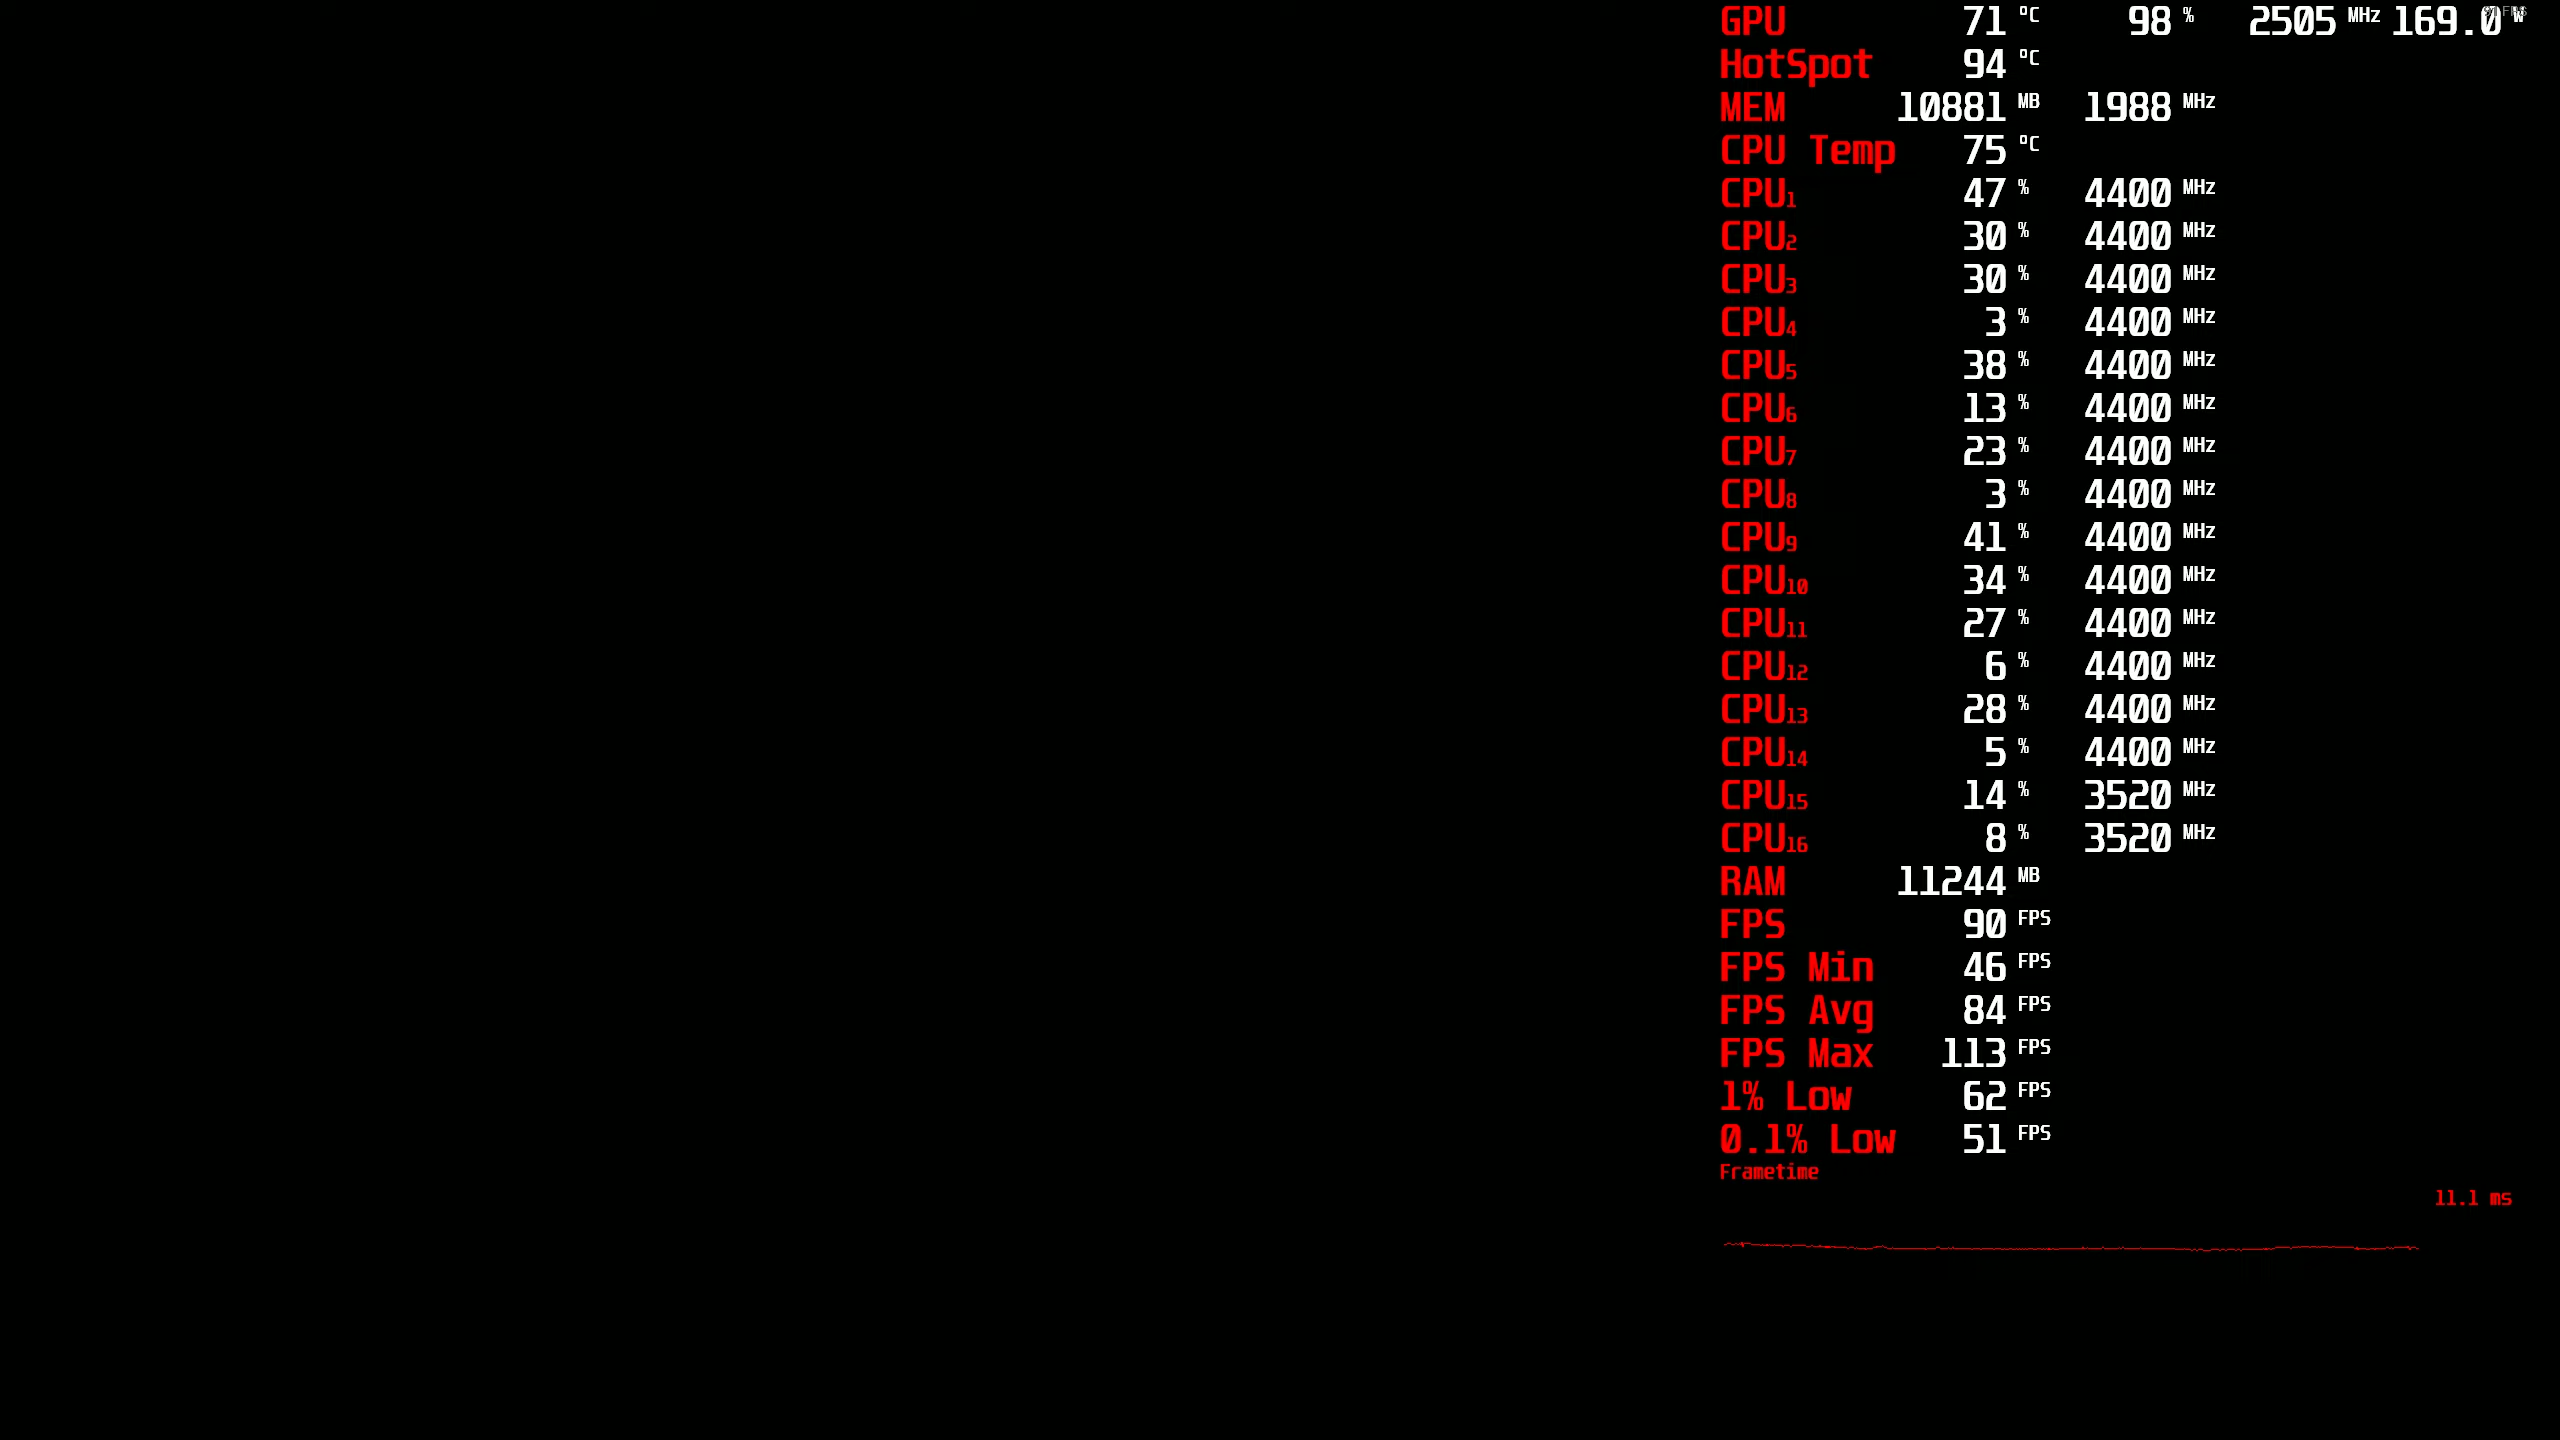 GPU 71 °C 98 % 2505 MHz 169.0 W
HotSpot 94 °C
MEM 10881 MB 1988 MHz
CPU Temp 75 °C
CPU1 47 % 4400 MHz
CPU2 30 % 4400 MHz
CPU3 30 % 4400 MHz
CPU4 3 % 4400 MHz
CPU5 38 % 4400 MHz
CPU6 13 % 4400 MHz
CPU7 23 % 4400 MHz
CPU8 3 % 4400 MHz
CPU9 41 % 4400 MHz
CPU10 34 % 4400 MHz
CPU11 27 % 4400 MHz
CPU12 6 % 4400 MHz
CPU13 28 % 4400 MHz
CPU14 5 % 4400 MHz
CPU15 14 % 3520 MHz
CPU16 8 % 3520 MHz
RAM 11244 MB
FPS 90 FPS
FPS Min 46 FPS
FPS Avg 84 FPS
FPS Max 113 FPS
1% Low 62 FPS
0.1% Low 51 FPS
Frametime
11.1 ms